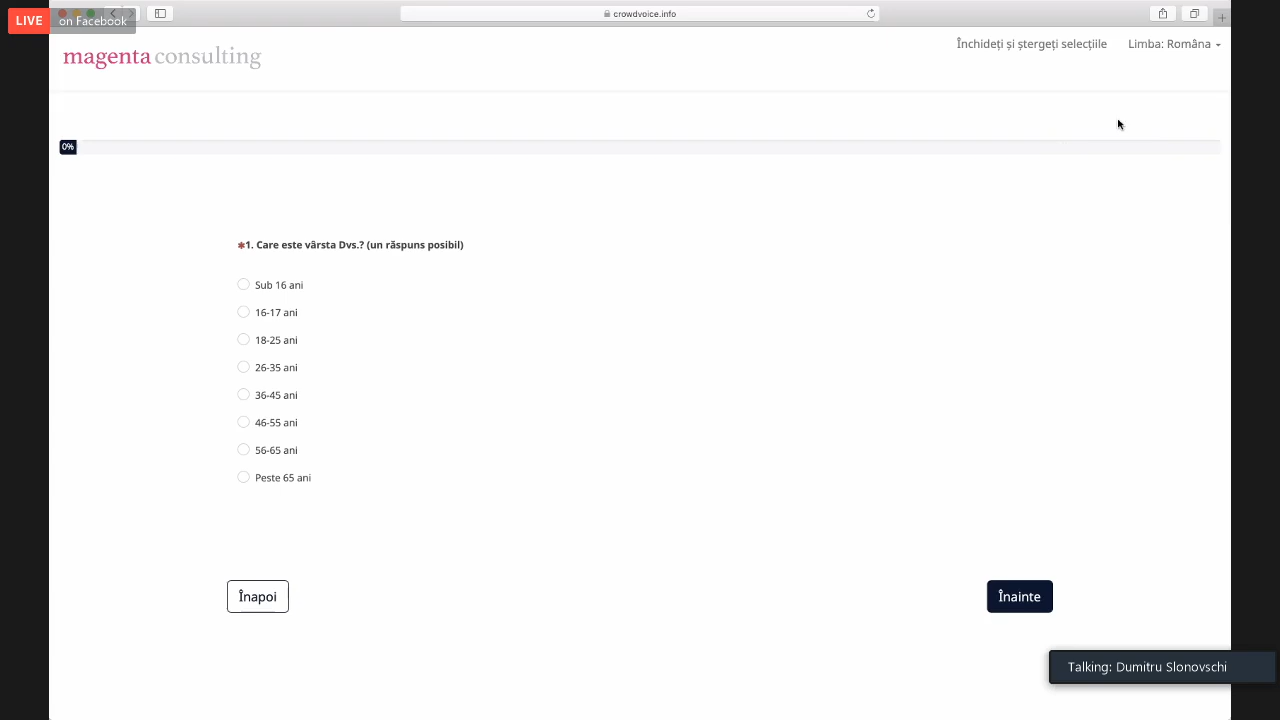 LIVE on Facebook
crowdvoice.info
magenta consulting
Închideți și ștergeți selecțiile
Limba: Româna
0%
*1. Care este vârsta Dvs.? (un răspuns posibil)
Sub 16 ani
16-17 ani
18-25 ani
26-35 ani
36-45 ani
46-55 ani
56-65 ani
Peste 65 ani
Înapoi
Înainte
Talking: Dumitru Slonovschi